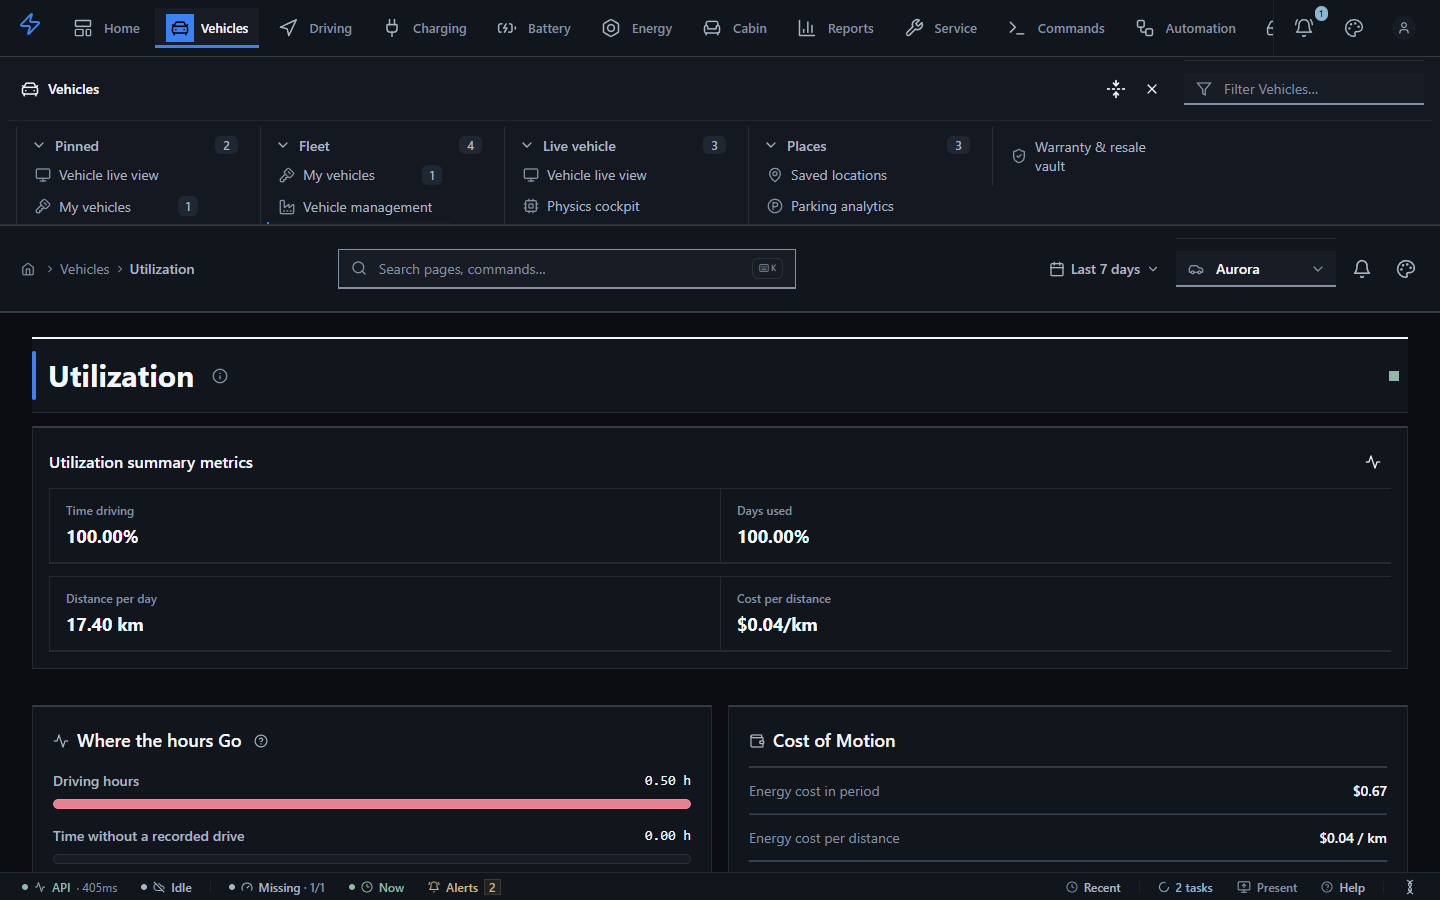 Home
Vehicles
Driving
Charging
Battery
Energy
Cabin
Reports
Service
Commands
Automation
1
Vehicles
Filter Vehicles...
Pinned 2
Vehicle live view
My vehicles 1
Fleet 4
My vehicles 1
Vehicle management
Live vehicle 3
Vehicle live view
Physics cockpit
Places 3
Saved locations
Parking analytics
Warranty & resale
vault
Vehicles
Utilization
Search pages, commands...
K
Last 7 days
Aurora
Utilization
Utilization summary metrics
Time driving
100.00%
Days used
100.00%
Distance per day
17.40 km
Cost per distance
$0.04/km
Where the hours Go
Driving hours 0.50 h
Time without a recorded drive 0.00 h
Cost of Motion
Energy cost in period $0.67
Energy cost per distance $0.04 / km
API · 405ms
Idle
Missing · 1/1
Now
Alerts 2
Recent
2 tasks
Present
Help